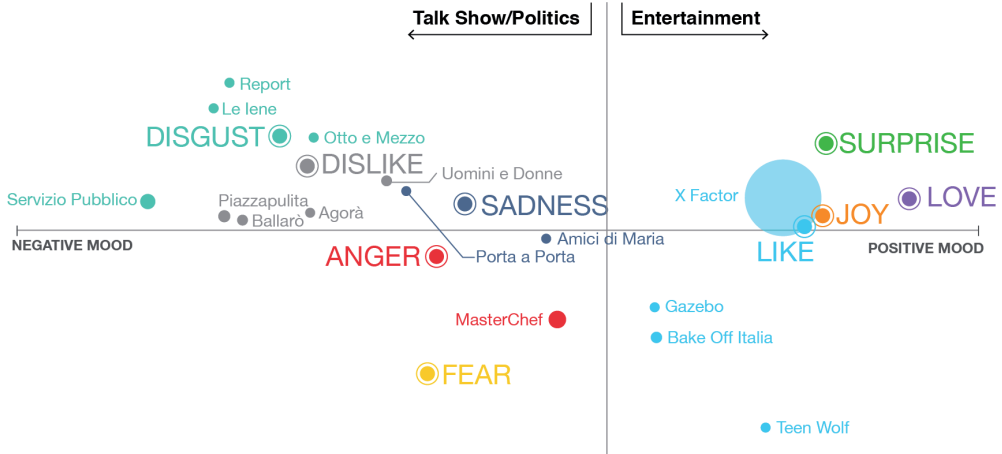 Talk Show/Politics
Entertainment
Report
Le Iene
DISGUST
Otto e Mezzo
SURPRISE
DISLIKE
Uomini e Donne
Servizio Pubblico
Piazzapulita
X Factor
LOVE
SADNESS
Agorà
JOY
Ballarò
Amici di Maria
NEGATIVE MOOD
POSITIVE MOOD
LIKE
ANGER
Porta a Porta
Gazebo
MasterChef
Bake Off Italia
FEAR
Teen Wolf